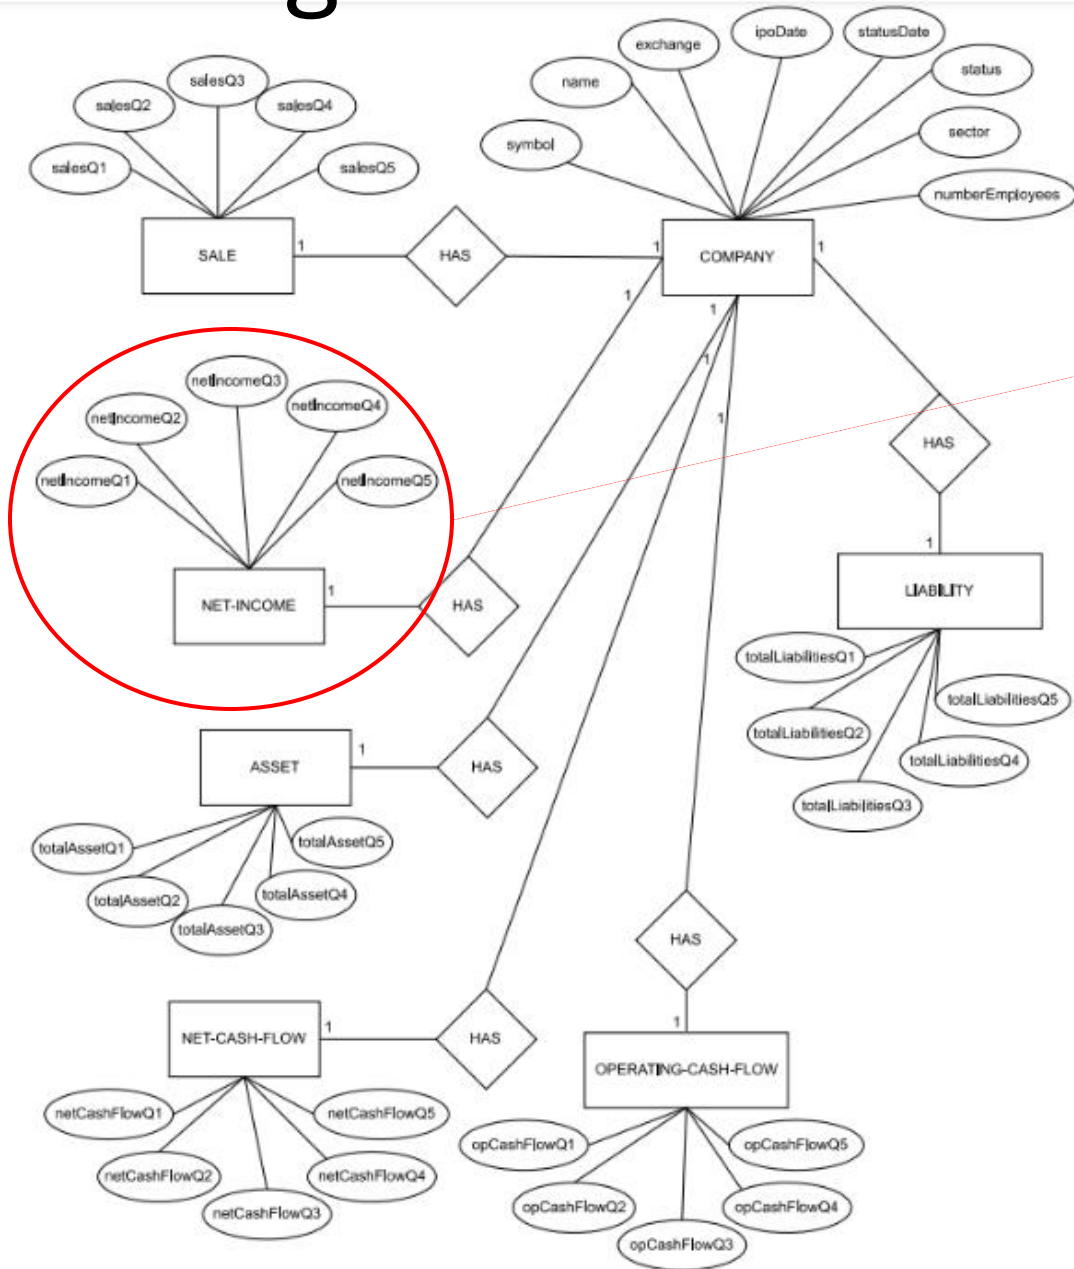 g
salesQ1
salesQ2
salesQ3
salesQ4
salesQ5
SALE
1
HAS
1
symbol
name
exchange
ipoDate
statusDate
status
sector
numberEmployees
COMPANY
1
1
1
1
1
netIncomeQ1
netIncomeQ2
netIncomeQ3
netIncomeQ4
netIncomeQ5
NET-INCOME
1
HAS
HAS
1
LIABILITY
totalLiabilitiesQ1
totalLiabilitiesQ2
totalLiabilitiesQ3
totalLiabilitiesQ4
totalLiabilitiesQ5
ASSET
1
HAS
totalAssetQ1
totalAssetQ2
totalAssetQ3
totalAssetQ4
totalAssetQ5
NET-CASH-FLOW
1
HAS
netCashFlowQ1
netCashFlowQ2
netCashFlowQ3
netCashFlowQ4
netCashFlowQ5
HAS
1
OPERATING-CASH-FLOW
opCashFlowQ1
opCashFlowQ2
opCashFlowQ3
opCashFlowQ4
opCashFlowQ5